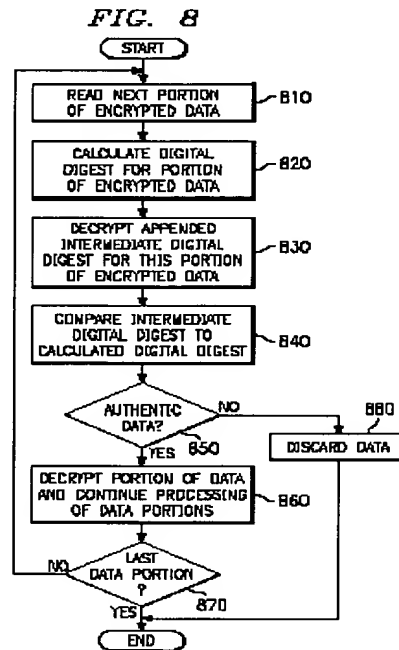 FIG. 8
START
READ NEXT PORTION
OF ENCRYPTED DATA
810
CALCULATE DIGITAL
DIGEST FOR PORTION
OF ENCRYPTED DATA
820
DECRYPT APPENDED
INTERMEDIATE DIGITAL
DIGEST FOR THIS PORTION
OF ENCRYPTED DATA
830
COMPARE INTERMEDIATE
DIGITAL DIGEST TO
CALCULATED DIGITAL DIGEST
840
AUTHENTIC
DATA?
850
NO
YES
880
DISCARD DATA
DECRYPT PORTION OF DATA
AND CONTINUE PROCESSING
OF DATA PORTIONS
860
NO
LAST
DATA PORTION
?
870
YES
END